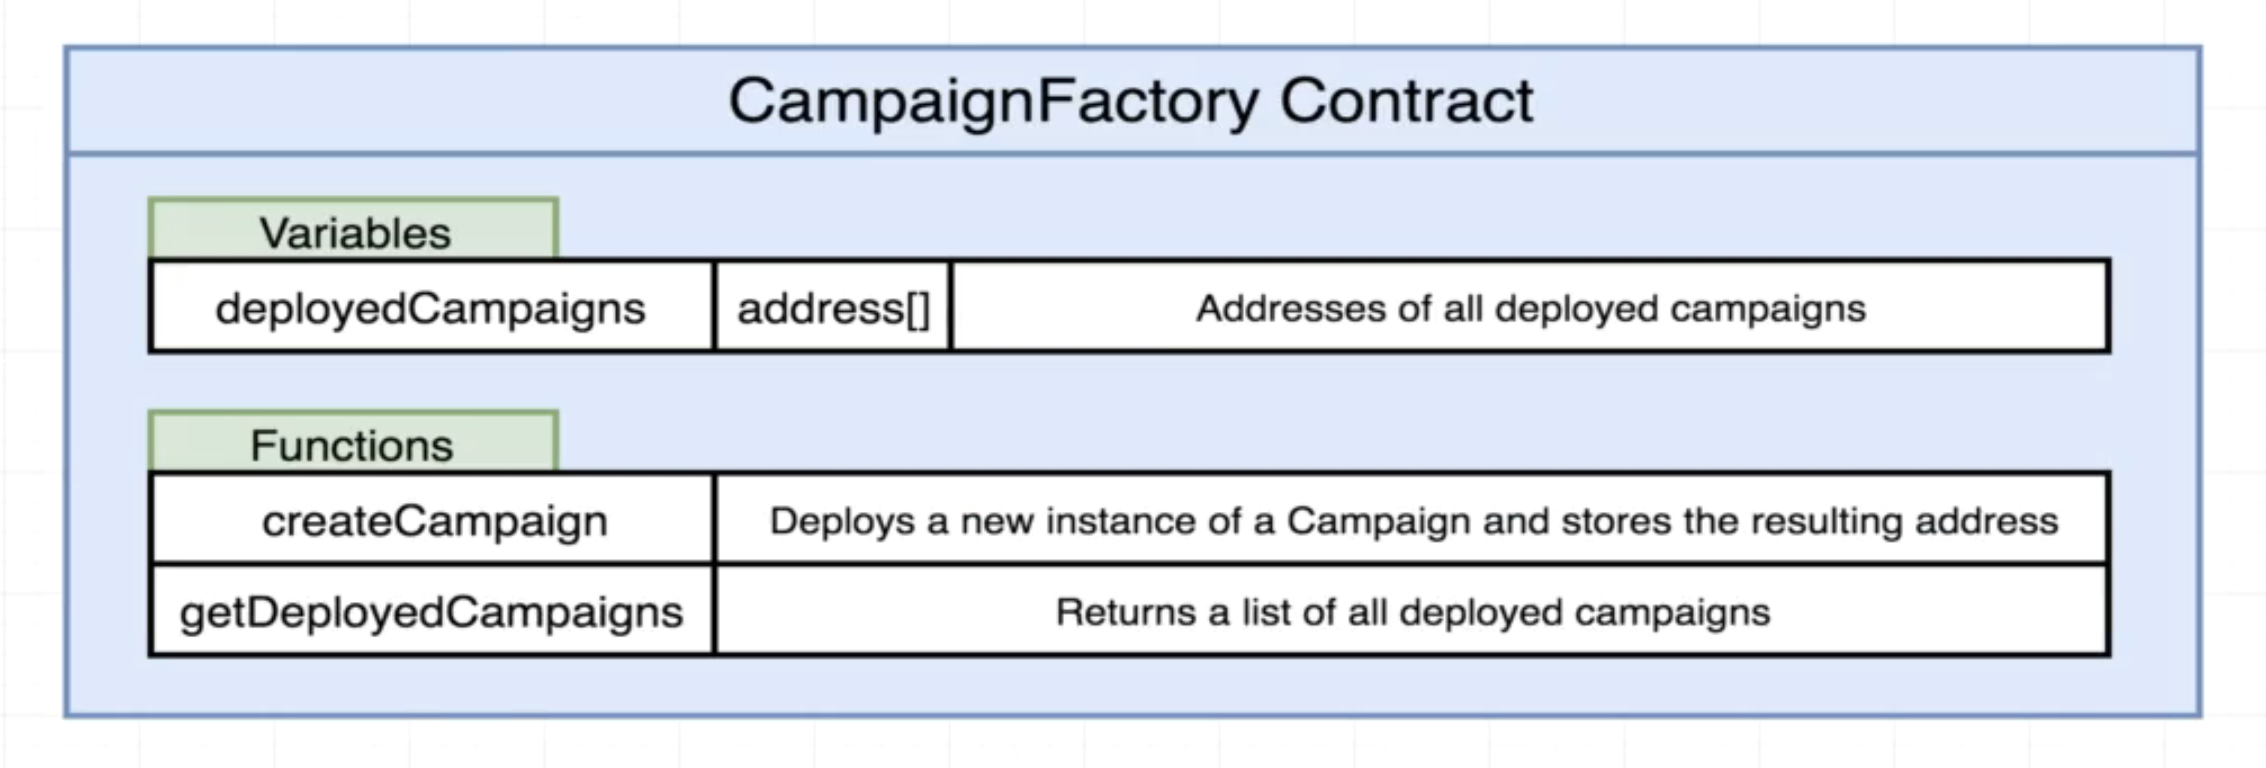 CampaignFactory Contract
Variables
deployedCampaigns address[] Addresses of all deployed campaigns
Functions
createCampaign Deploys a new instance of a Campaign and stores the resulting address
getDeployedCampaigns Returns a list of all deployed campaigns